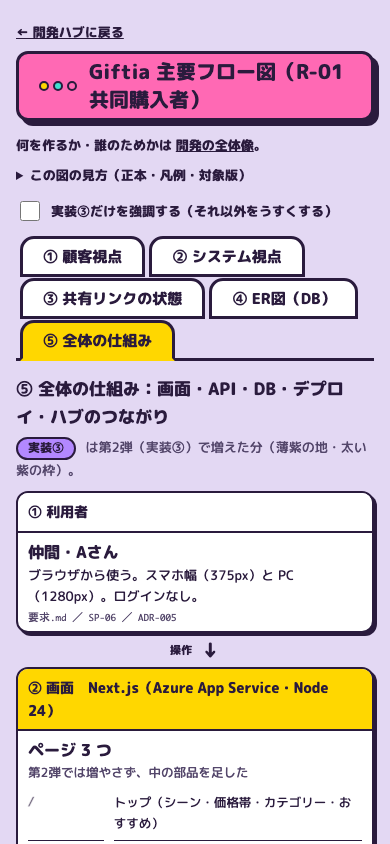 ← 開発ハブに戻る
Giftia 主要フロー図（R-01
共同購入者）
何を作るか・誰のためかは 開発の全体像。
▶ この図の見方（正本・凡例・対象版）
実装③だけを強調する（それ以外をうすくする）
① 顧客視点
② システム視点
③ 共有リンクの状態
④ ER図（DB）
⑤ 全体の仕組み
⑤ 全体の仕組み：画面・API・DB・デプロ
イ・ハブのつながり
実装③ は第2弾（実装③）で増えた分（薄紫の地・太い
紫の枠）。
① 利用者
仲間・Aさん
ブラウザから使う。スマホ幅（375px）と PC
（1280px）。ログインなし。
要求.md ／ SP-06 ／ ADR-005
操作 ↓
② 画面 Next.js（Azure App Service・Node
24）
ページ 3 つ
第2弾では増やさず、中の部品を足した
/ トップ（シーン・価格帯・カテゴリー・お
すすめ）